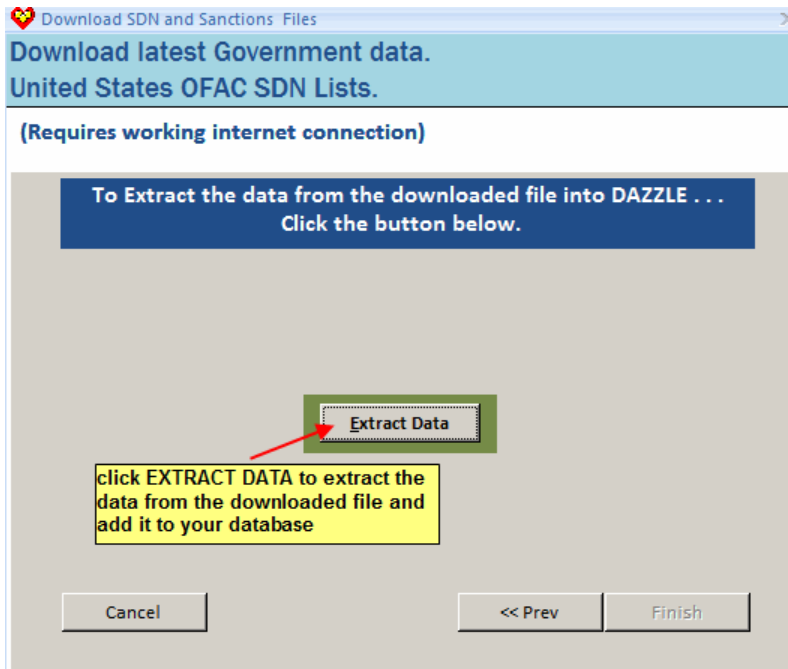 Download SDN and Sanctions Files
Download latest Government data.
United States OFAC SDN Lists.
(Requires working internet connection)
To Extract the data from the downloaded file into DAZZLE . . .
Click the button below.
Extract Data
click EXTRACT DATA to extract the
data from the downloaded file and
add it to your database
Cancel
<< Prev
Finish